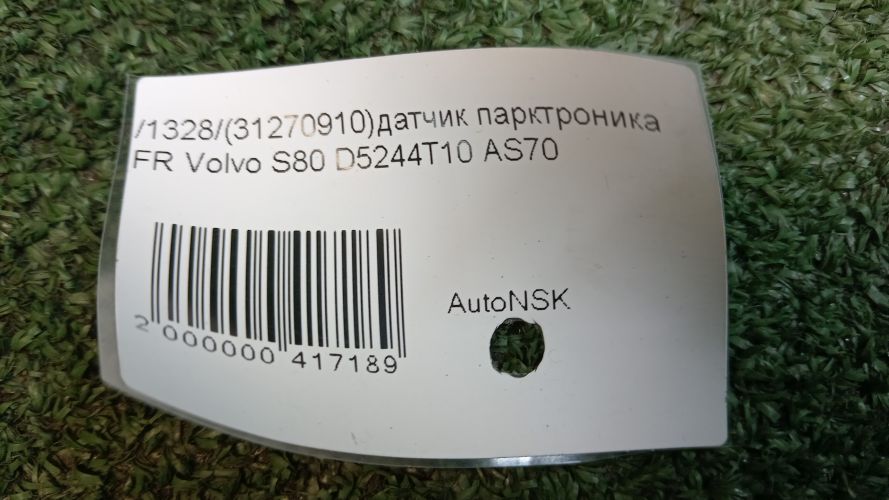 /1328/(31270910)датчик парктроника
FR Volvo S80 D5244T10 AS70
AutoNSK
2 000000 417189